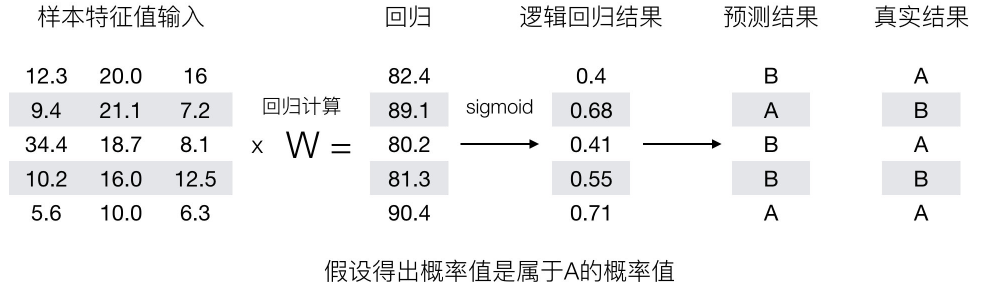 样本特征值输入 回归 逻辑回归结果 预测结果 真实结果
12.3 20.0 16 82.4 0.4 B A
9.4 21.1 7.2 回归计算 89.1 sigmoid 0.68 A B
34.4 18.7 8.1 x W = 80.2 0.41 B A
10.2 16.0 12.5 81.3 0.55 B B
5.6 10.0 6.3 90.4 0.71 A A
假设得出概率值是属于A的概率值